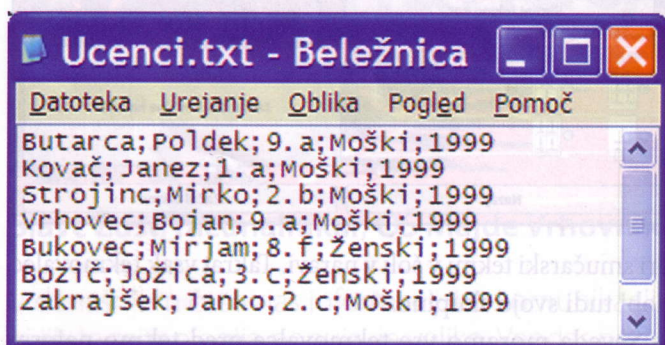 Ucenci.txt - Beležnica
Datoteka Urejanje Oblika Pogled Pomoč
Butarca;Poldek;9.a;Moški;1999
Kovač;Janez;1.a;Moški;1999
Strojinc;Mirko;2.b;Moški;1999
Vrhovec;Bojan;9.a;Moški;1999
Bukovec;Mirjam;8.f;Ženski;1999
Božič;Jožica;3.c;Ženski;1999
Zakrajšek;Janko;2.c;Moški;1999